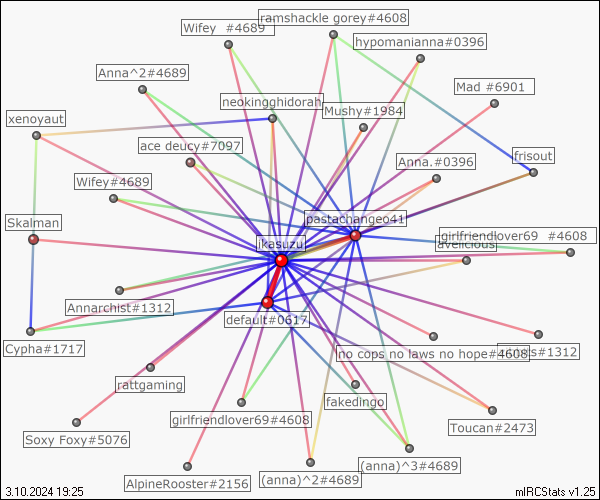 ramshackle gorey#4608
Wifey #4689
hypomanianna#0396
Anna^2#4689
Mad #6901
neokingghidorah
Mushy#1984
xenoyaut
ace deucy#7097
frisout
Anna.#0396
Wifey#4689
pastachangeo41
Skalman
girlfriendlover69 #4608
ikasuzu
avelicious
Annarchist#1312
default#0617
Cypha#1717
no cops no laws no hope#4608
#1312
rattgaming
fakedingo
girlfriendlover69#4608
Toucan#2473
Soxy Foxy#5076
(anna)^3#4689
(anna)^2#4689
AlpineRooster#2156
3.10.2024 19:25
mIRCStats v1.25